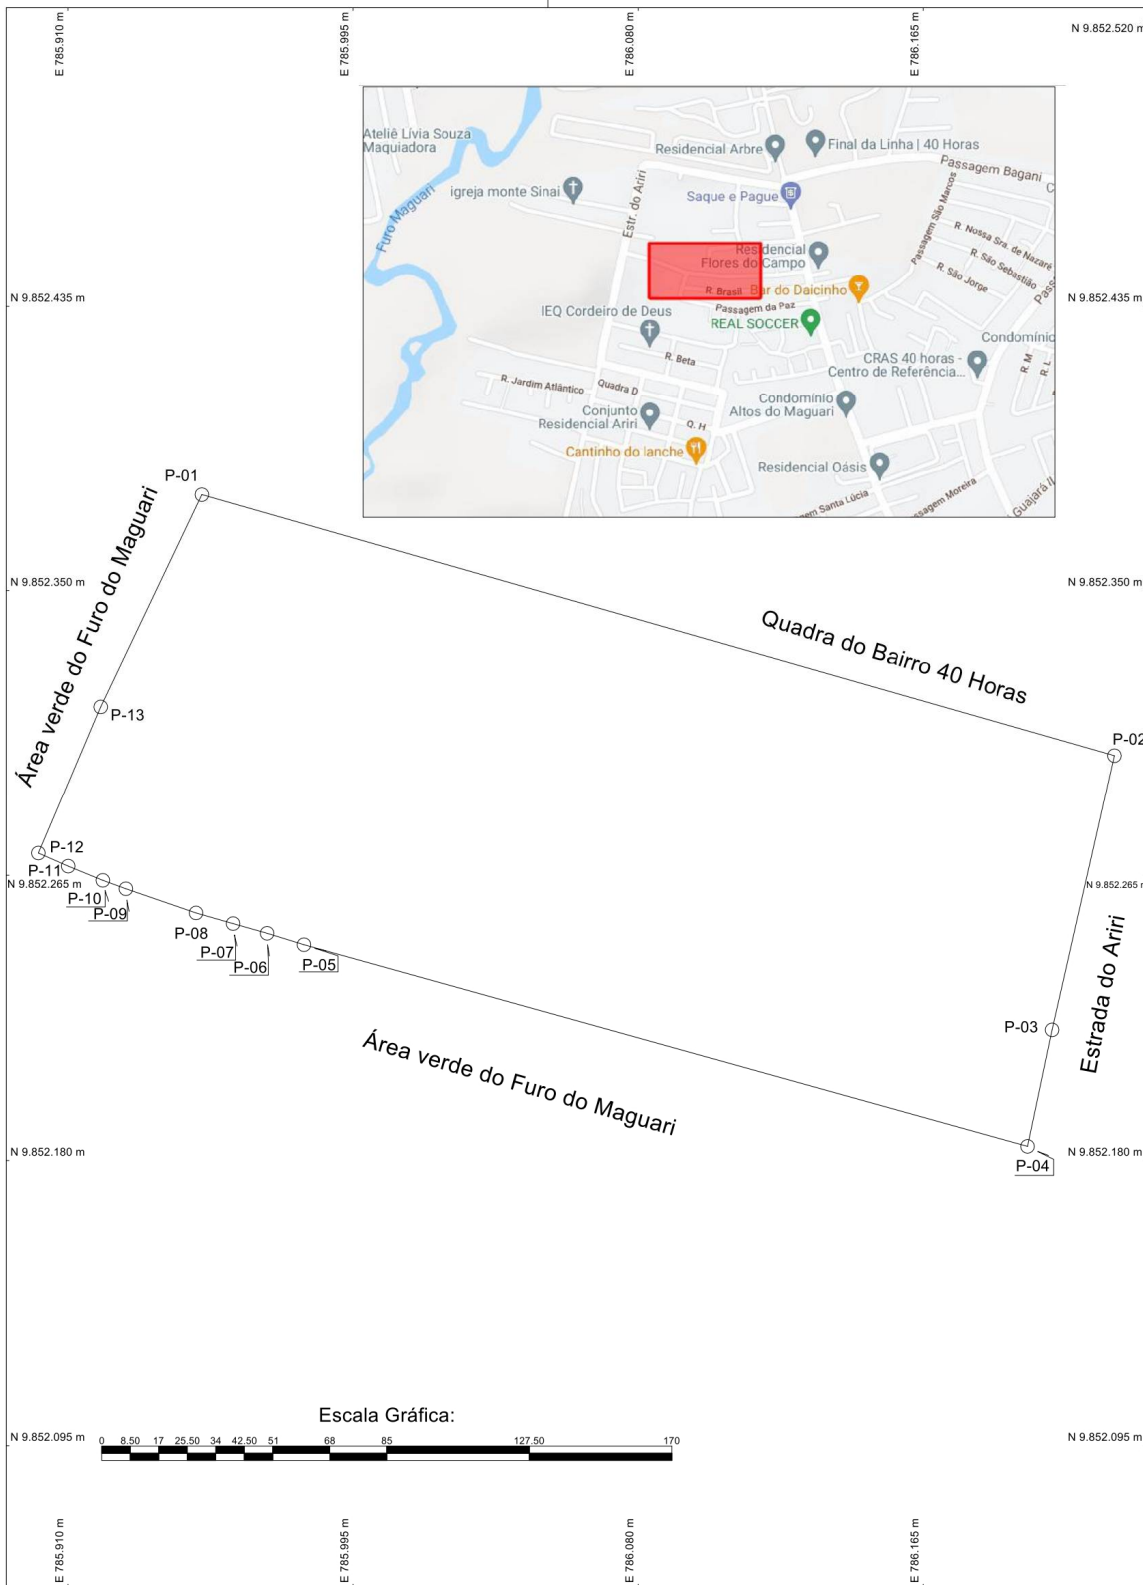 E 785.910 m
E 785.995 m
E 786.080 m
E 786.165 m
N 9.852.520 m
Ateliê Lívia Souza
Maquiadora
Residencial Arbre
Final da Linha | 40 Horas
Passagem Bagani
igreja monte Sinai
Estr. do Ariri
Saque e Pague
Passagem São Marcos
Furo Maguari
R. Nossa Sra. de Nazaré
R. São Sebastião
R. São Jorge
Residencial
Flores do Campo
R. Brasil
Bar do Dalcinho
N 9.852.435 m
N 9.852.435 m
Passagem da Paz
IEQ Cordeiro de Deus
REAL SOCCER
Condomínio
R. Beta
CRAS 40 horas -
Centro de Referência...
R. M
R. L
R. Jardim Atlântico
Quadra D
Conjunto
Residencial Ariri
Q. H
Condomínio
Altos do Maguari
Cantinho do lanche
Residencial Oásis
Guajará I
P-01
N 9.852.350 m
N 9.852.350 m
Área verde do Furo do Maguari
Quadra do Bairro 40 Horas
P-13
P-02
P-12
P-11
N 9.852.265 m
N 9.852.265 m
P-10
P-09
P-08
P-07
P-06
P-05
Estrada do Ariri
P-03
Área verde do Furo do Maguari
N 9.852.180 m
N 9.852.180 m
P-04
Escala Gráfica:
0 8.50 17 25.50 34 42.50 51 68 85 127.50 170
N 9.852.095 m
N 9.852.095 m
E 785.910 m
E 785.995 m
E 786.080 m
E 786.165 m